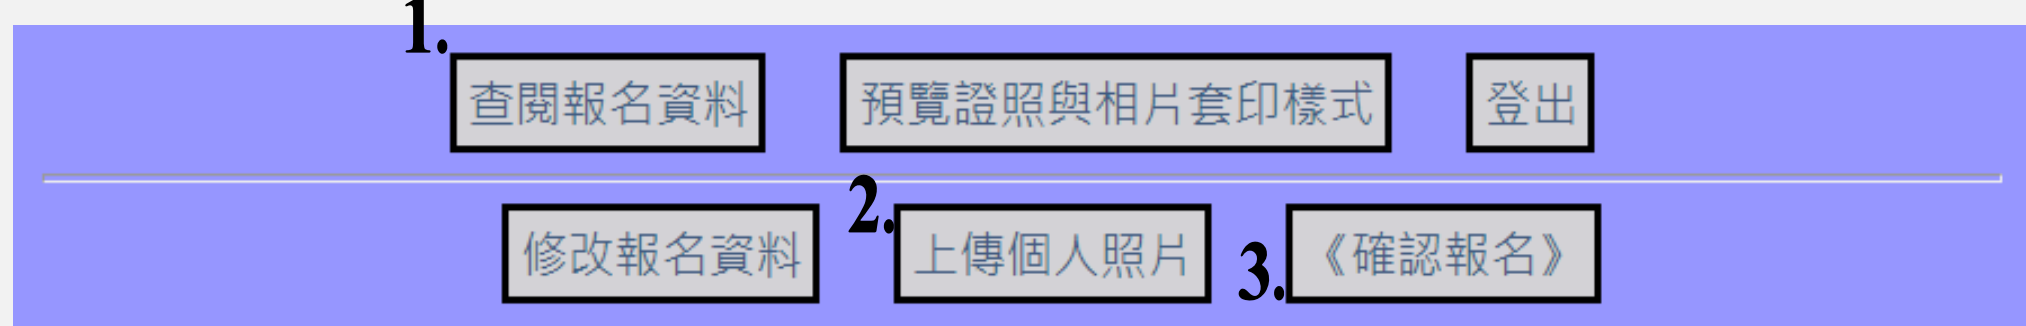 1. 查閱報名資料 預覽證照與相片套印樣式 登出
修改報名資料 2. 上傳個人照片 3. 《確認報名》